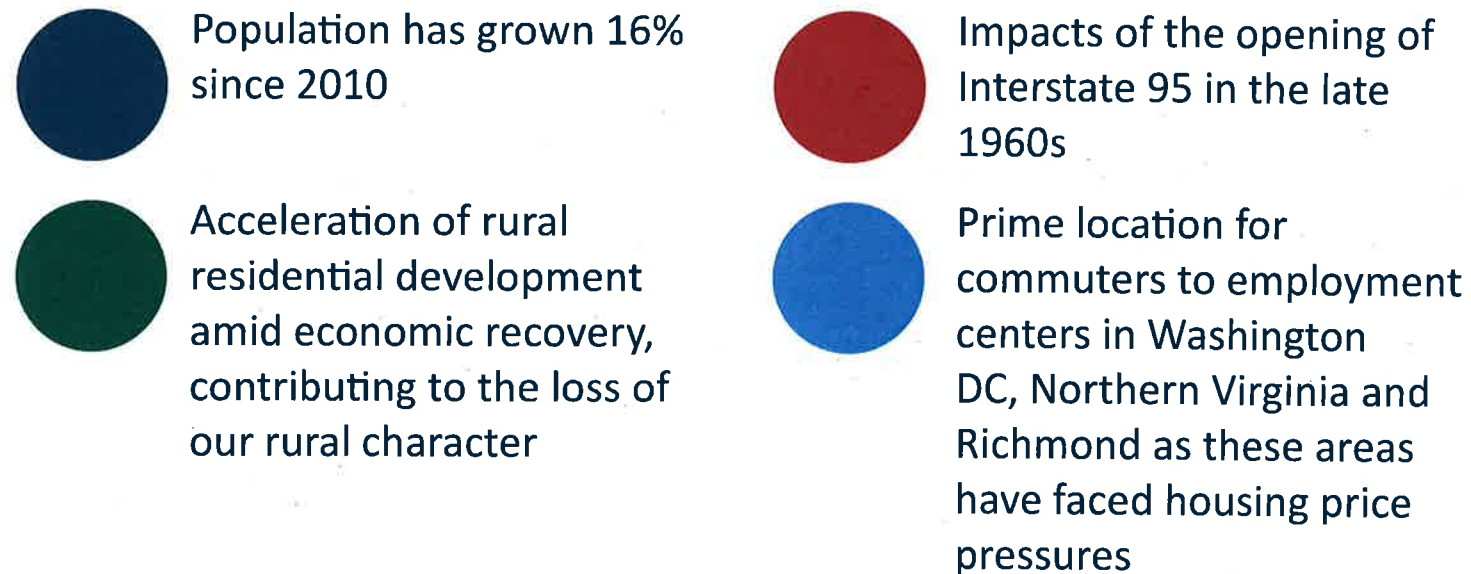 Population has grown 16%
since 2010
Impacts of the opening of
Interstate 95 in the late
1960s
Acceleration of rural
residential development
amid economic recovery,
contributing to the loss of
our rural character
Prime location for
commuters to employment
centers in Washington
DC, Northern Virginia and
Richmond as these areas
have faced housing price
pressures